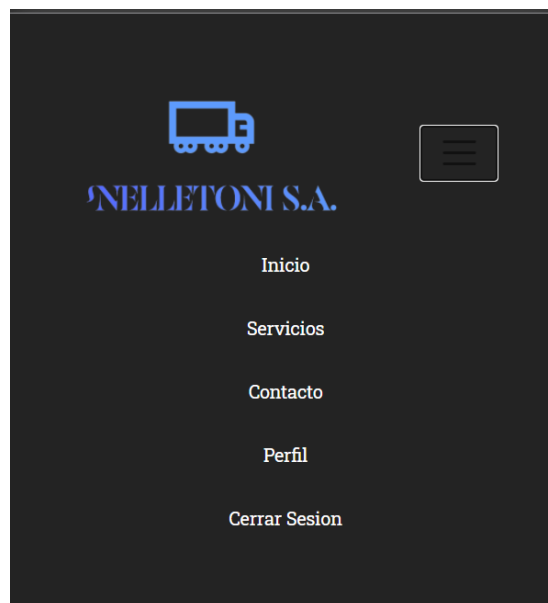 NELLETONI S.A.
Inicio
Servicios
Contacto
Perfil
Cerrar Sesion